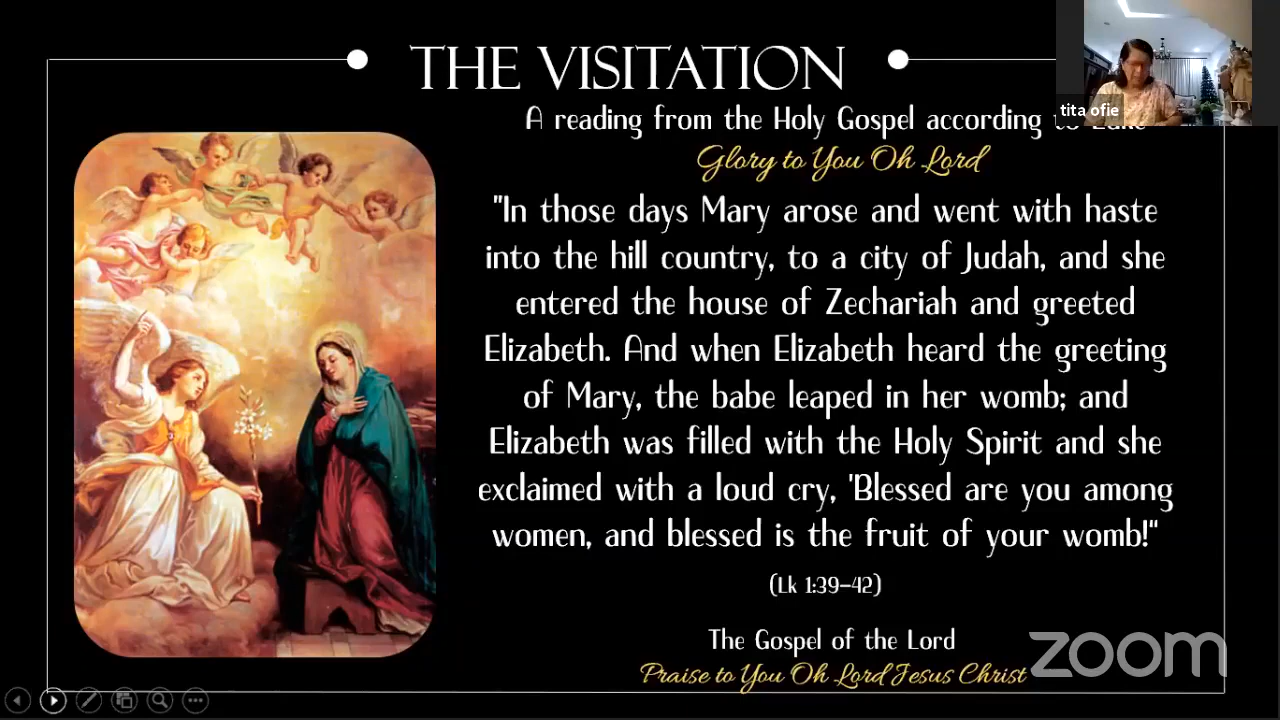 THE VISITATION
tita ofie
A reading from the Holy Gospel according to
Glory to You Oh Lord
"In those days Mary arose and went with haste
into the hill country, to a city of Judah, and she
entered the house of Zechariah and greeted
Elizabeth. And when Elizabeth heard the greeting
of Mary, the babe leaped in her womb; and
Elizabeth was filled with the Holy Spirit and she
exclaimed with a loud cry, 'Blessed are you among
women, and blessed is the fruit of your womb!"
(Lk 1:39-42)
The Gospel of the Lord
Praise to You Oh Lord Jesus Christ
zoom